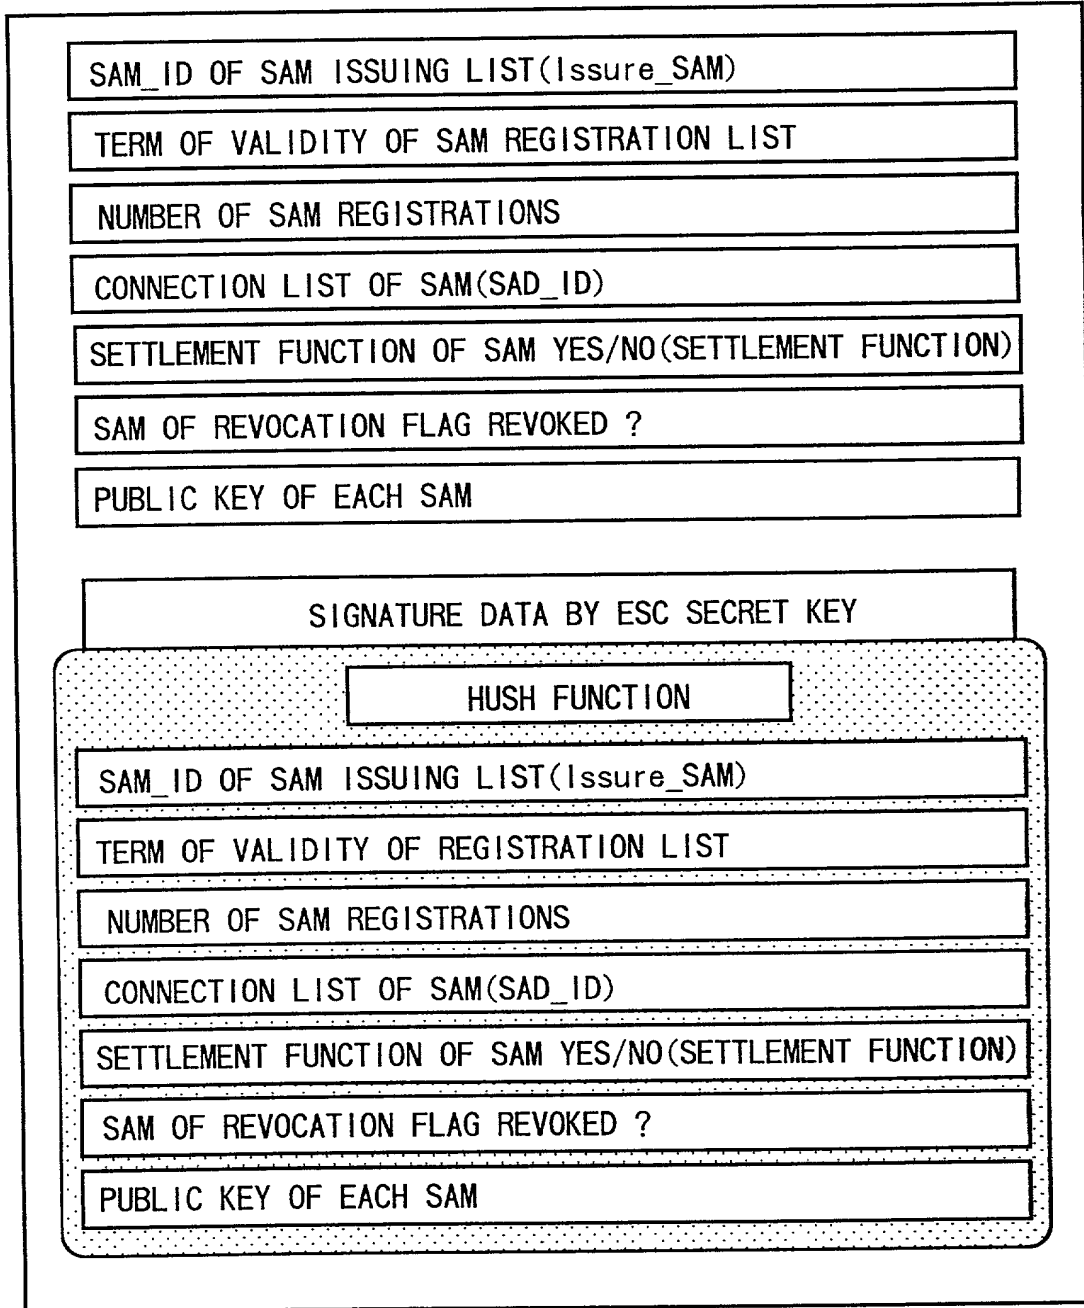 SAM_ID OF SAM ISSUING LIST(Issure_SAM)
TERM OF VALIDITY OF SAM REGISTRATION LIST
NUMBER OF SAM REGISTRATIONS
CONNECTION LIST OF SAM(SAD_ID)
SETTLEMENT FUNCTION OF SAM YES/NO(SETTLEMENT FUNCTION)
SAM OF REVOCATION FLAG REVOKED ?
PUBLIC KEY OF EACH SAM
SIGNATURE DATA BY ESC SECRET KEY
HUSH FUNCTION
SAM_ID OF SAM ISSUING LIST(Issure_SAM)
TERM OF VALIDITY OF REGISTRATION LIST
NUMBER OF SAM REGISTRATIONS
CONNECTION LIST OF SAM(SAD_ID)
SETTLEMENT FUNCTION OF SAM YES/NO(SETTLEMENT FUNCTION)
SAM OF REVOCATION FLAG REVOKED ?
PUBLIC KEY OF EACH SAM